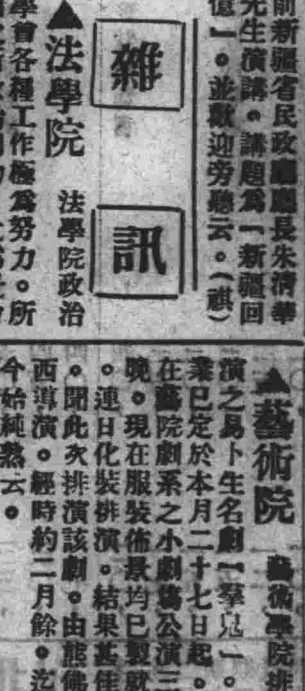 前新疆省民政廳廳長朱清華
先生演講。講題爲「新疆回
憶」。並歡迎旁聽云。（祺）
雜訊
▲法學院 法學院政治
學會各種工作極爲努力。所
▲藝術院 藝術學院排
演之易卜生名劇「羣鬼」。
業已定於本月二十七日起。
在藝院劇系之小劇塲公演三
晚。現在服裝佈景均已製就
。連日化裝排演。結果甚佳
。聞此次排演該劇。由熊佛
西導演。經時約二月餘。迄
今始純熟云。